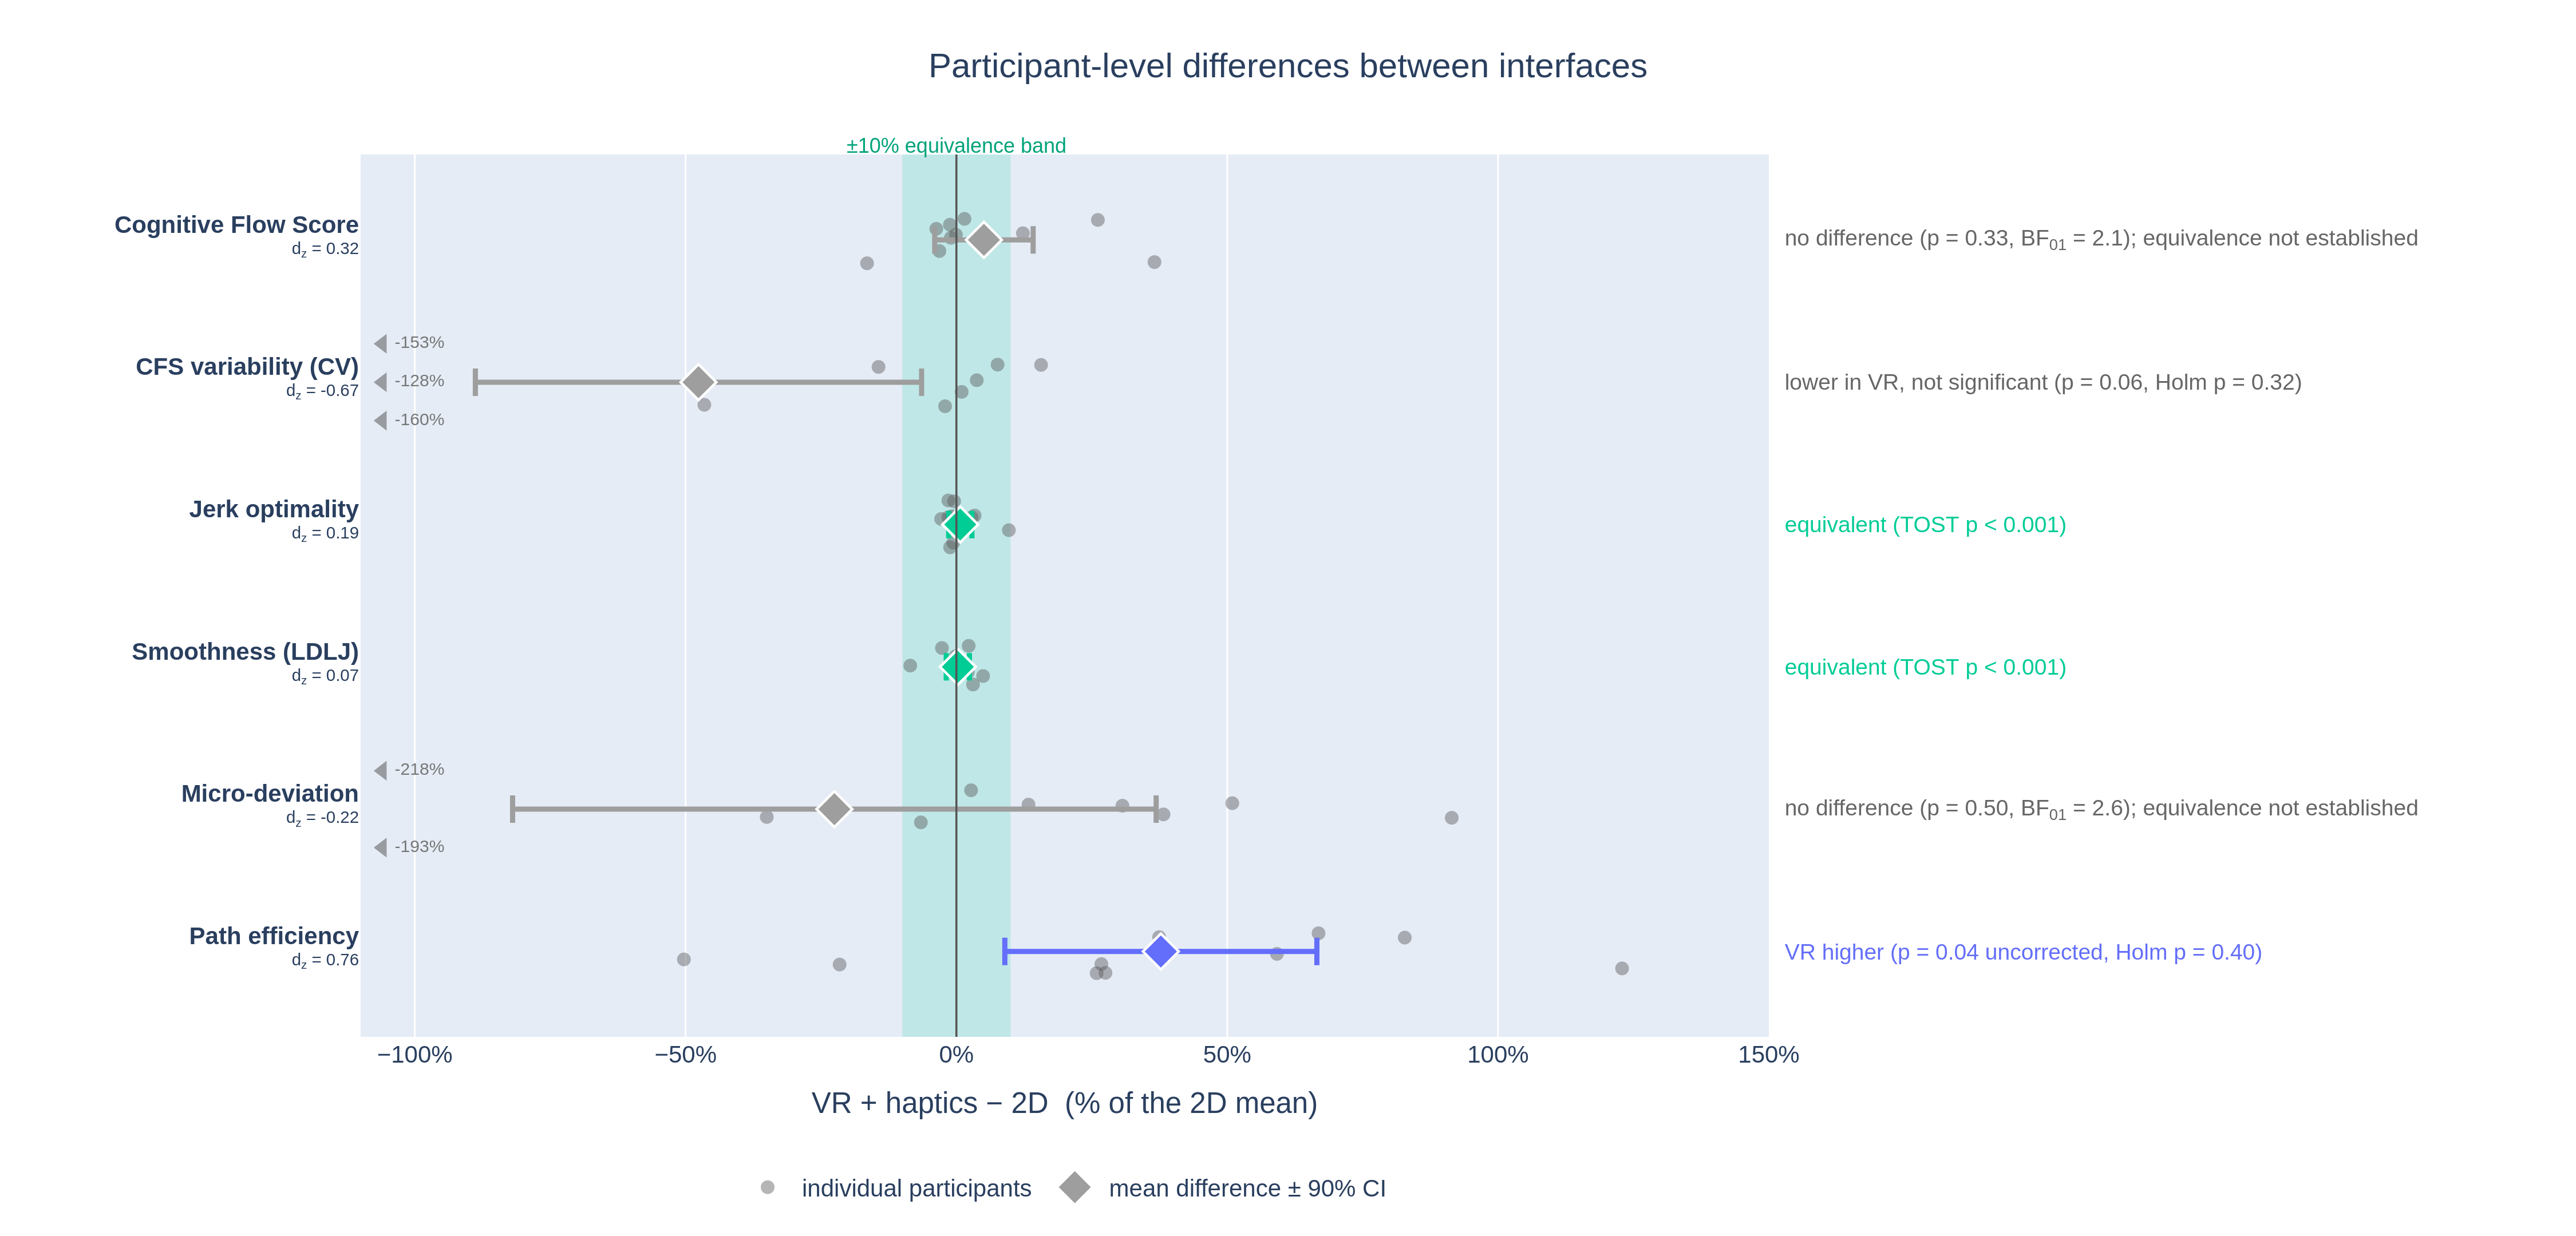 Participant-level differences between interfaces
±10% equivalence band
Cognitive Flow Score
dz = 0.32
no difference (p = 0.33, BF01 = 2.1); equivalence not established
-153%
CFS variability (CV)
dz = -0.67
-128%
lower in VR, not significant (p = 0.06, Holm p = 0.32)
-160%
Jerk optimality
dz = 0.19
equivalent (TOST p < 0.001)
Smoothness (LDLJ)
dz = 0.07
equivalent (TOST p < 0.001)
-218%
Micro-deviation
dz = -0.22
no difference (p = 0.50, BF01 = 2.6); equivalence not established
-193%
Path efficiency
dz = 0.76
VR higher (p = 0.04 uncorrected, Holm p = 0.40)
−100% −50% 0% 50% 100% 150%
VR + haptics − 2D (% of the 2D mean)
individual participants mean difference ± 90% CI